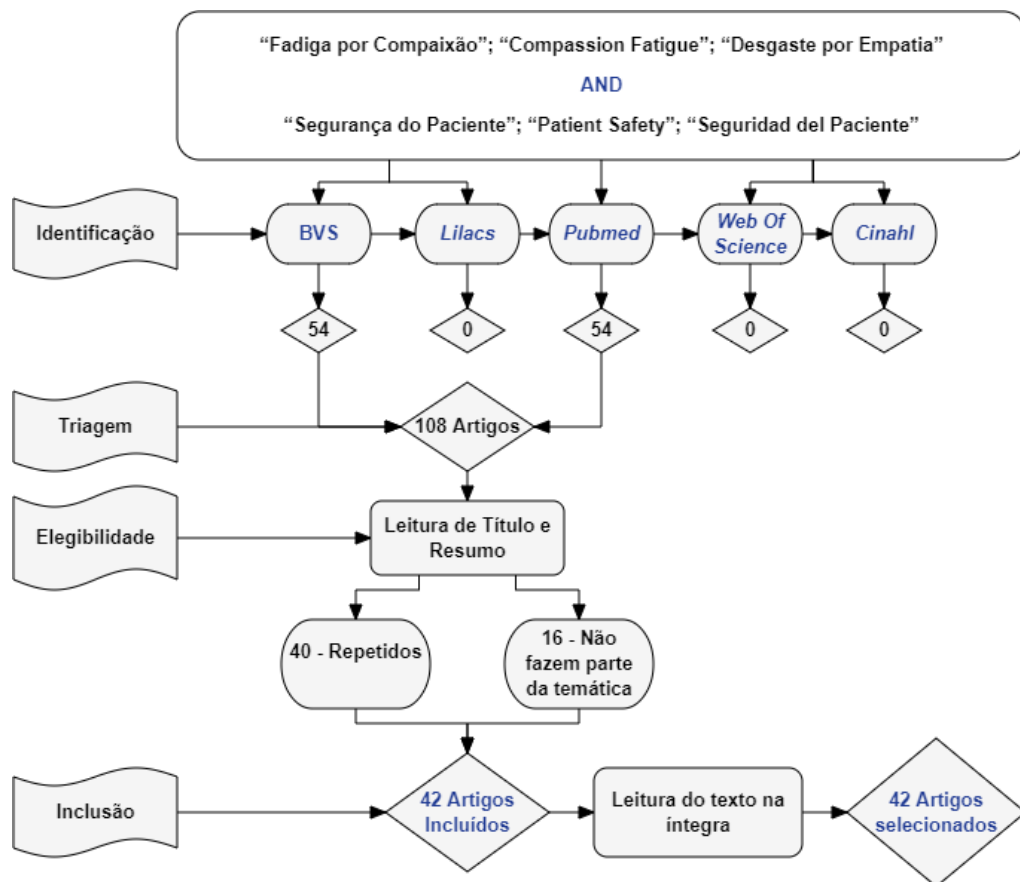 “Fadiga por Compaixão”; “Compassion Fatigue”; “Desgaste por Empatia”
AND
“Segurança do Paciente”; “Patient Safety”; “Seguridad del Paciente”
Identificação
BVS
Lilacs
Pubmed
Web Of
Science
Cinahl
54
0
54
0
0
Triagem
108 Artigos
Elegibilidade
Leitura de Título e
Resumo
40 - Repetidos
16 - Não
fazem parte
da temática
Inclusão
42 Artigos
Incluídos
Leitura do texto na
íntegra
42 Artigos
selecionados